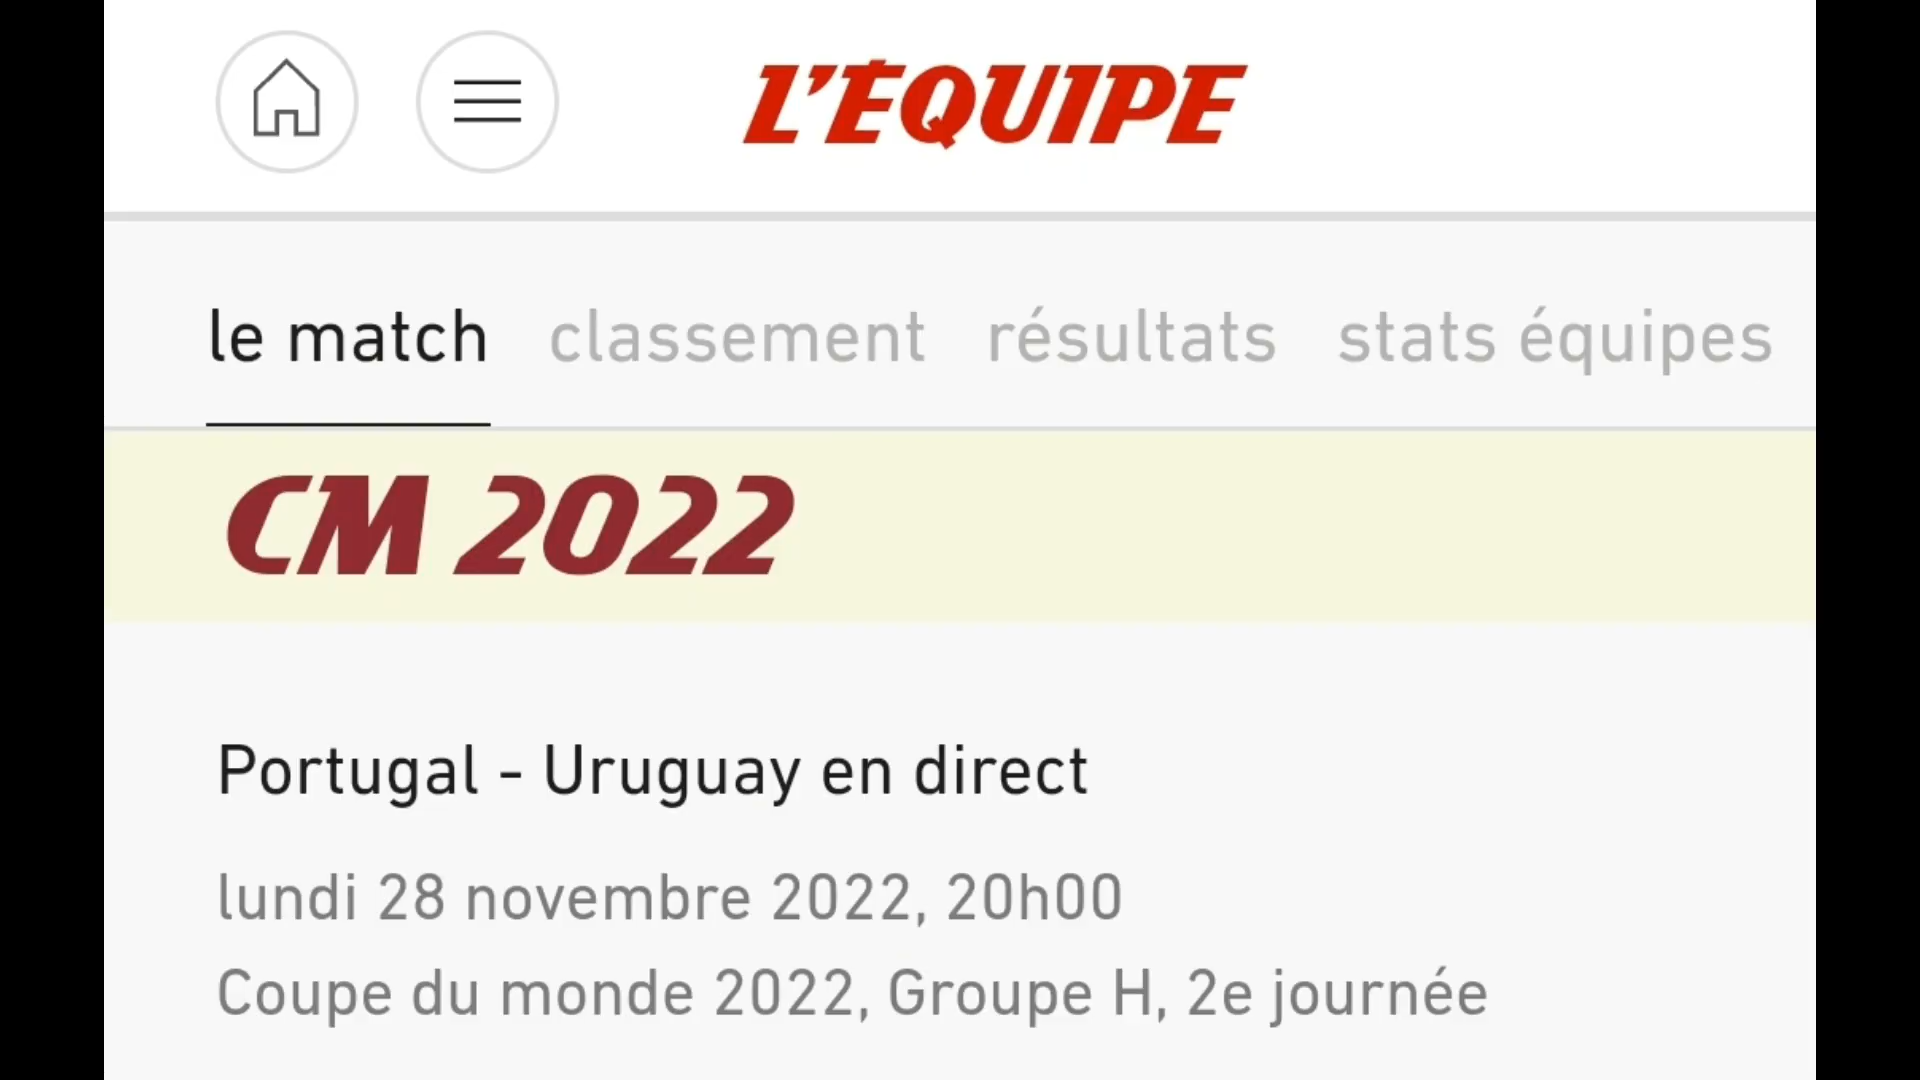 L'ÉQUIPE
le match classement résultats stats équipes
CM 2022
Portugal - Uruguay en direct
lundi 28 novembre 2022, 20h00
Coupe du monde 2022, Groupe H, 2e journée